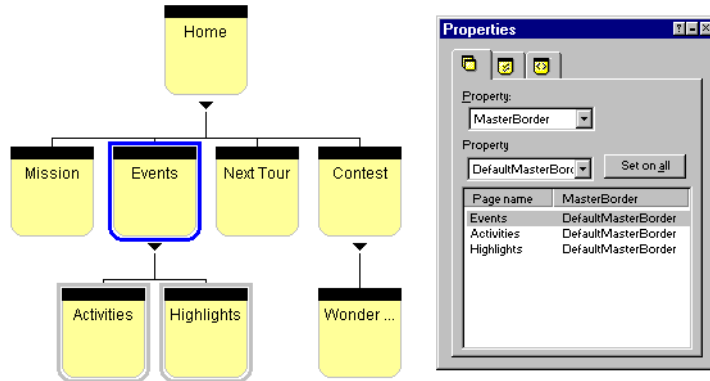 Home
Mission
Events
Next Tour
Contest
Activities
Highlights
Wonder ...
Properties
Property:
MasterBorder
Property
DefaultMasterBorc
Set on all
Page name MasterBorder
Events DefaultMasterBorder
Activities DefaultMasterBorder
Highlights DefaultMasterBorder